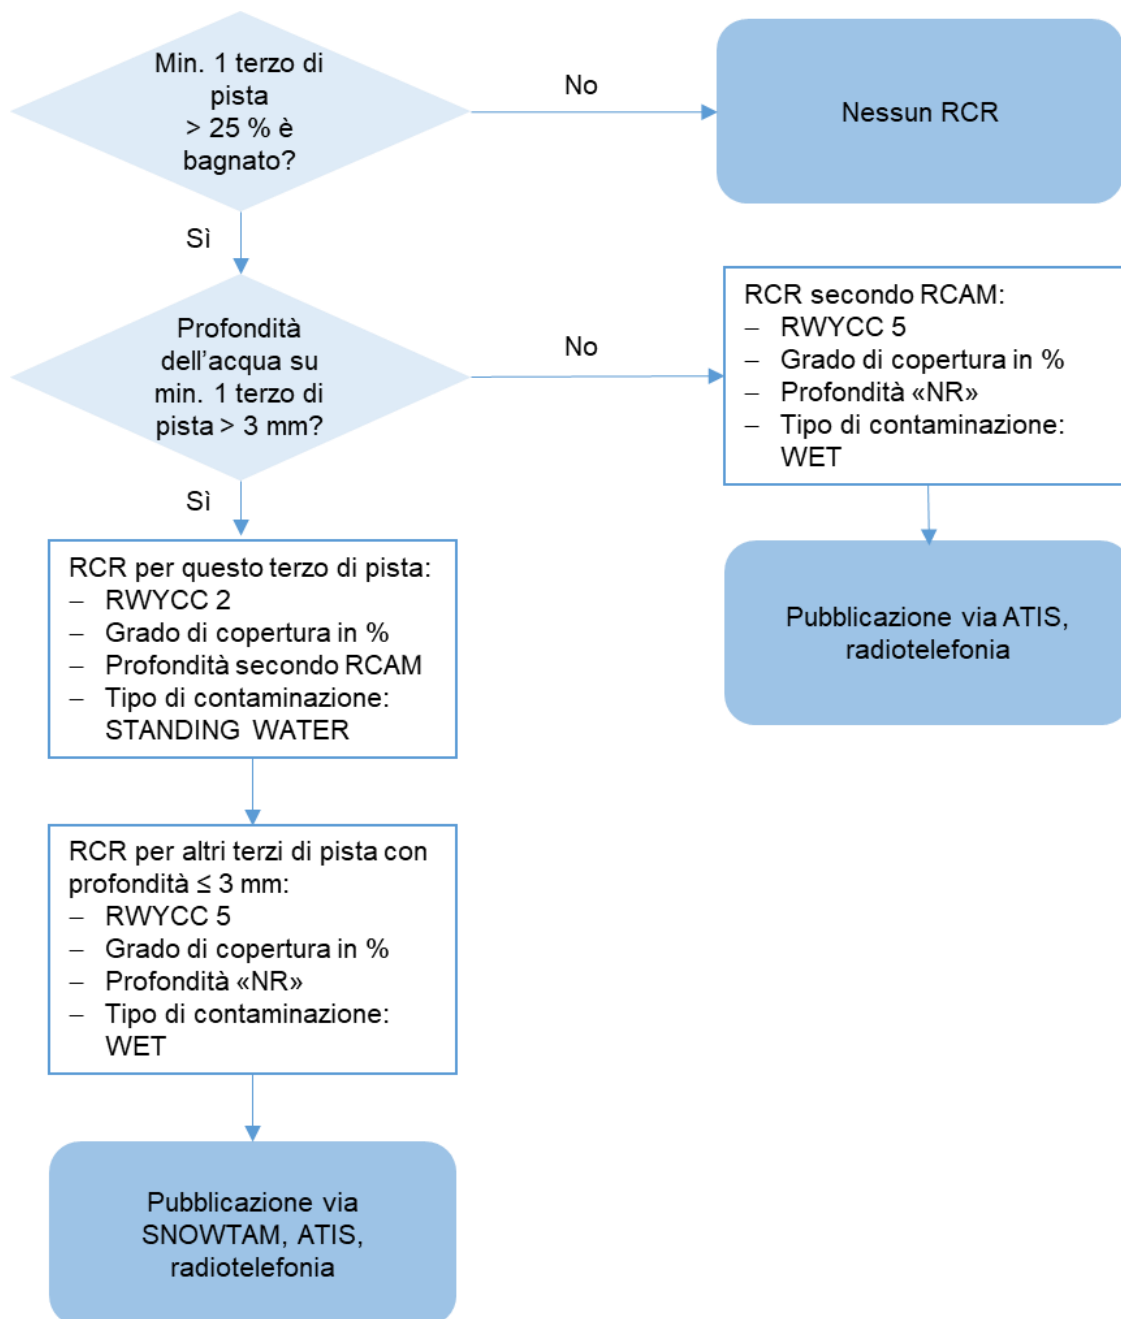 Min. 1 terzo di
pista
> 25 % è
bagnato?
No
Nessun RCR
Sì
Profondità
dell’acqua su
min. 1 terzo di
pista > 3 mm?
No
RCR secondo RCAM:
– RWYCC 5
– Grado di copertura in %
– Profondità «NR»
– Tipo di contaminazione:
WET
Sì
Pubblicazione via ATIS,
radiotelefonia
RCR per questo terzo di pista:
– RWYCC 2
– Grado di copertura in %
– Profondità secondo RCAM
– Tipo di contaminazione:
STANDING WATER
RCR per altri terzi di pista con
profondità ≤ 3 mm:
– RWYCC 5
– Grado di copertura in %
– Profondità «NR»
– Tipo di contaminazione:
WET
Pubblicazione via
SNOWTAM, ATIS,
radiotelefonia